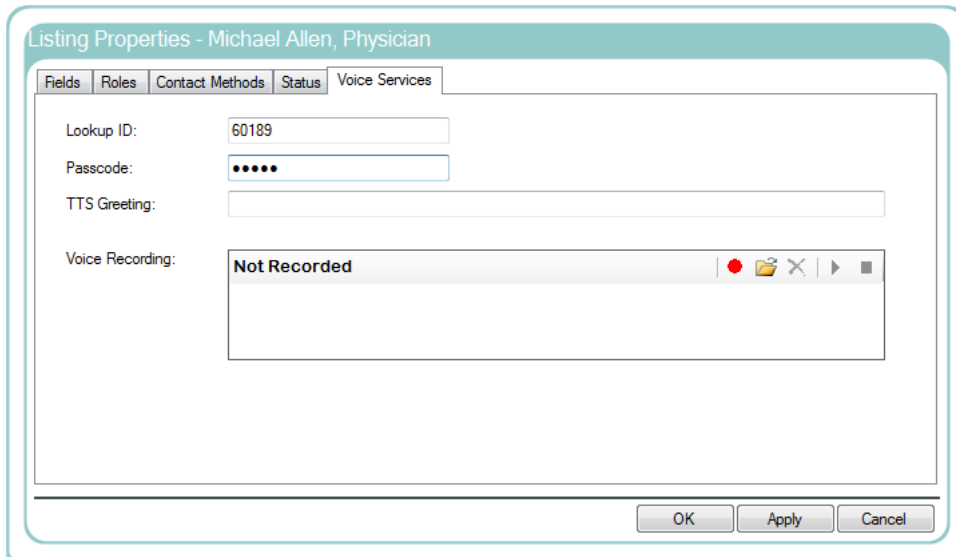 Listing Properties - Michael Allen, Physician
Fields Roles Contact Methods Status Voice Services
Lookup ID: 60189
Passcode: •••••
TTS Greeting:
Voice Recording: Not Recorded
OK Apply Cancel